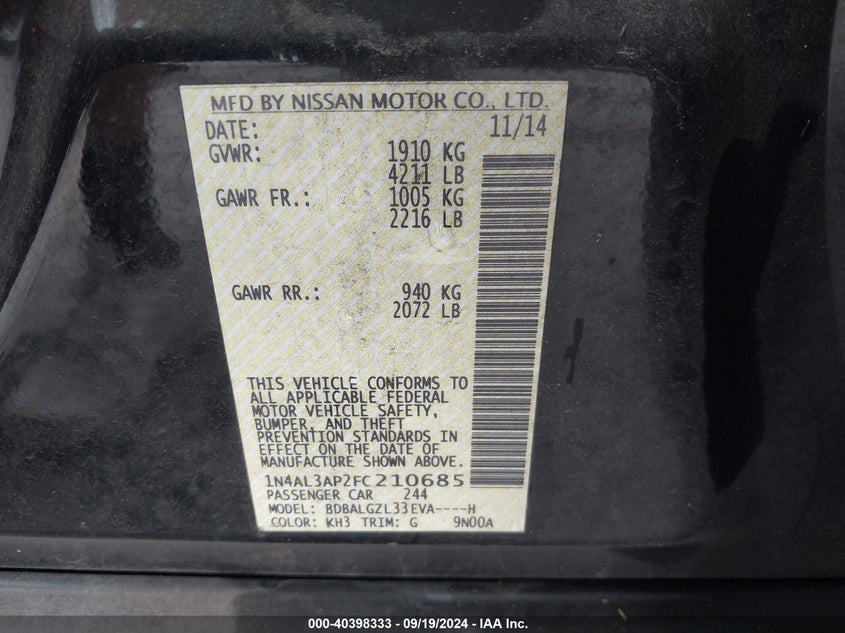 MFD BY NISSAN MOTOR CO., LTD.
DATE: 11/14
GVWR: 1910 KG
4211 LB
GAWR FR.: 1005 KG
2216 LB
GAWR RR.: 940 KG
2072 LB
THIS VEHICLE CONFORMS TO
ALL APPLICABLE FEDERAL
MOTOR VEHICLE SAFETY,
BUMPER, AND THEFT
PREVENTION STANDARDS IN
EFFECT ON THE DATE OF
MANUFACTURE SHOWN ABOVE.
1N4AL3AP2FC210685
PASSENGER CAR 244
MODEL: BDBALGZL33EVA----H
COLOR: KH3 TRIM: G 9N00A
000-40398333 - 09/19/2024 - IAA Inc.